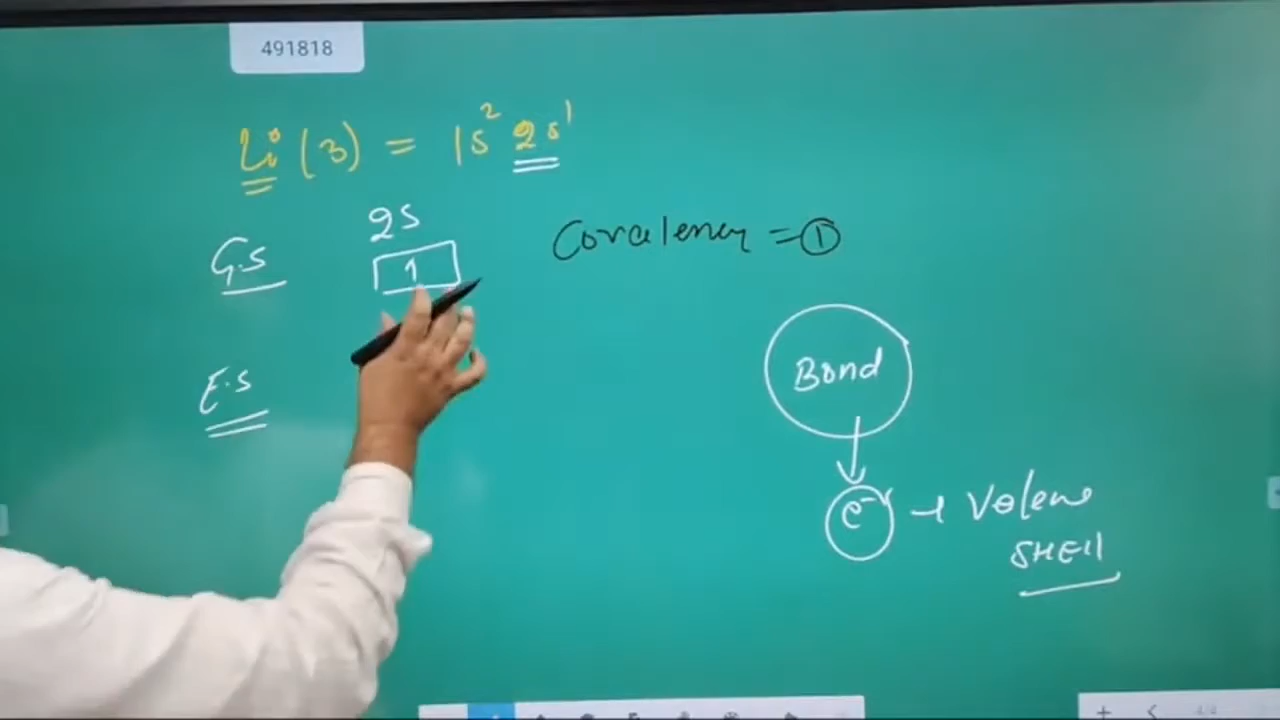 491818
Li (3) = 1s² 2s¹
G.S
2s
1
Covalency = 1
E.S
Bond
e⁻ → Valence
SHEll